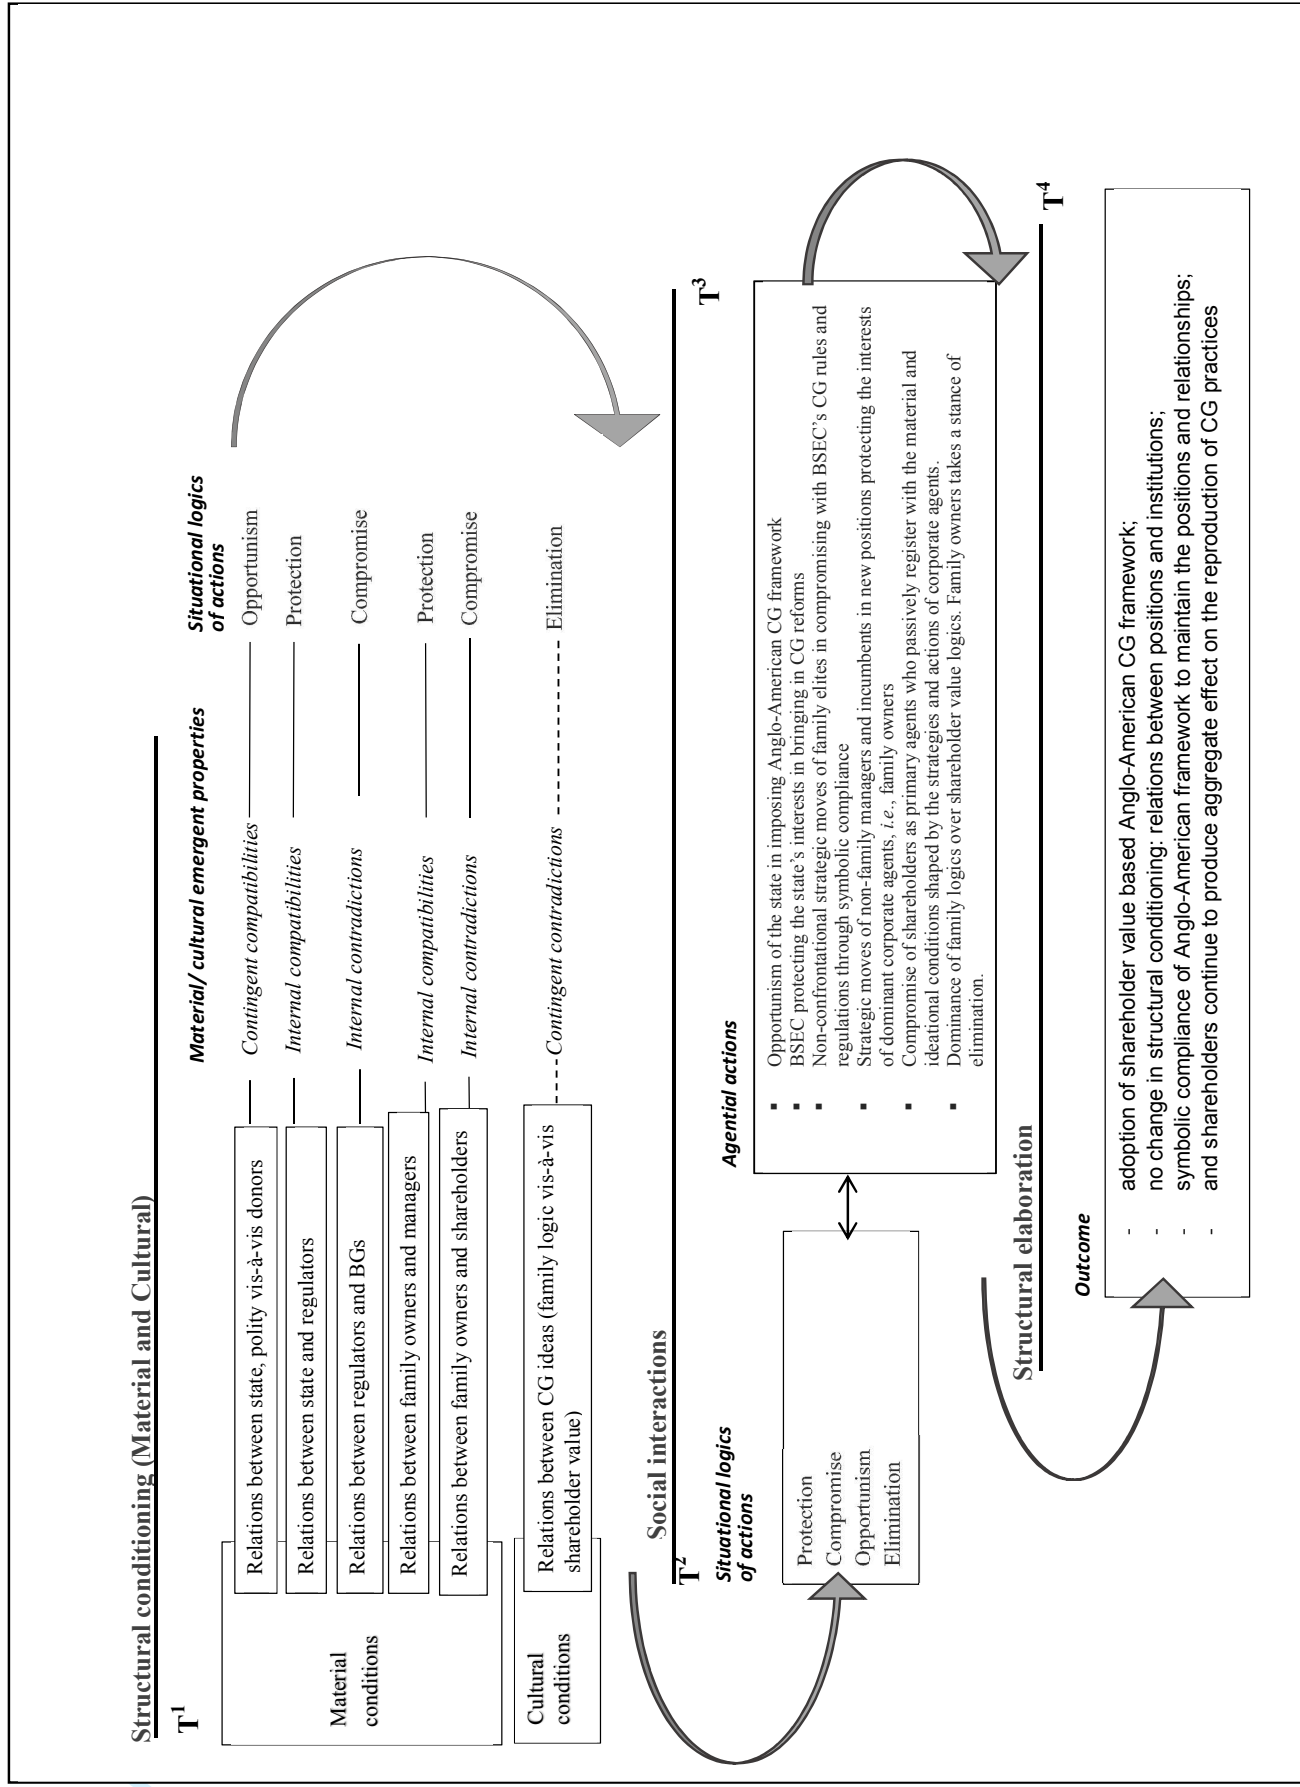 Structural conditioning (Material and Cultural)
T1
Material/ cultural emergent properties
Situational logics
of actions
Material
conditions
Relations between state, polity vis-à-vis donors
Contingent compatibilities
Opportunism
Relations between state and regulators
Internal compatibilities
Protection
Relations between regulators and BGs
Internal contradictions
Compromise
Relations between family owners and managers
Internal compatibilities
Protection
Relations between family owners and shareholders
Internal contradictions
Compromise
Cultural
conditions
Relations between CG ideas (family logic vis-à-vis
shareholder value)
Contingent contradictions
Elimination
Social interactions
T2
T3
Situational logics
of actions
Protection
Compromise
Opportunism
Elimination
Agential actions
▪ Opportunism of the state in imposing Anglo-American CG framework
▪ BSEC protecting the state’s interests in bringing in CG reforms
▪ Non-confrontational strategic moves of family elites in compromising with BSEC’s CG rules and
regulations through symbolic compliance
▪ Strategic moves of non-family managers and incumbents in new positions protecting the interests
of dominant corporate agents, i.e., family owners
▪ Compromise of shareholders as primary agents who passively register with the material and
ideational conditions shaped by the strategies and actions of corporate agents.
▪ Dominance of family logics over shareholder value logics. Family owners takes a stance of
elimination.
Structural elaboration
T4
Outcome
- adoption of shareholder value based Anglo-American CG framework;
- no change in structural conditioning: relations between positions and institutions;
- symbolic compliance of Anglo-American framework to maintain the positions and relationships;
- and shareholders continue to produce aggregate effect on the reproduction of CG practices